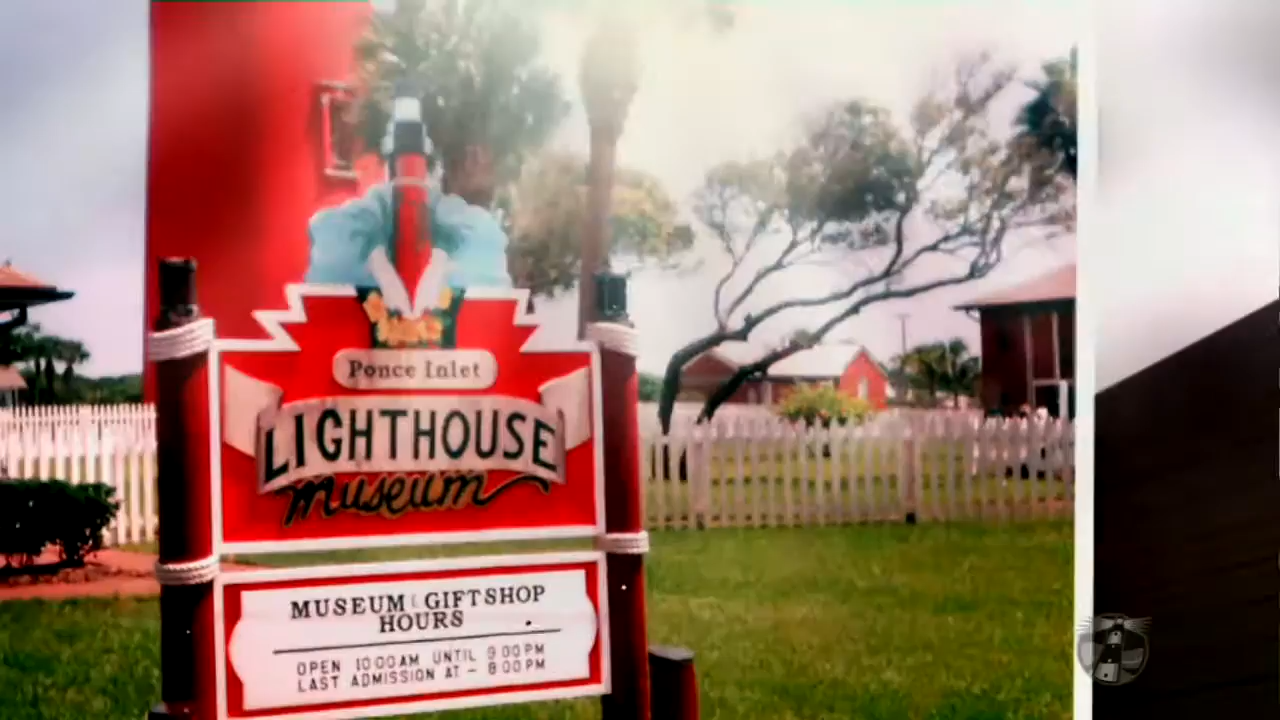 Ponce Inlet
LIGHTHOUSE
Museum
MUSEUM GIFTSHOP
HOURS
OPEN 10:00AM UNTIL 9:00PM
LAST ADMISSION AT - 8:00PM